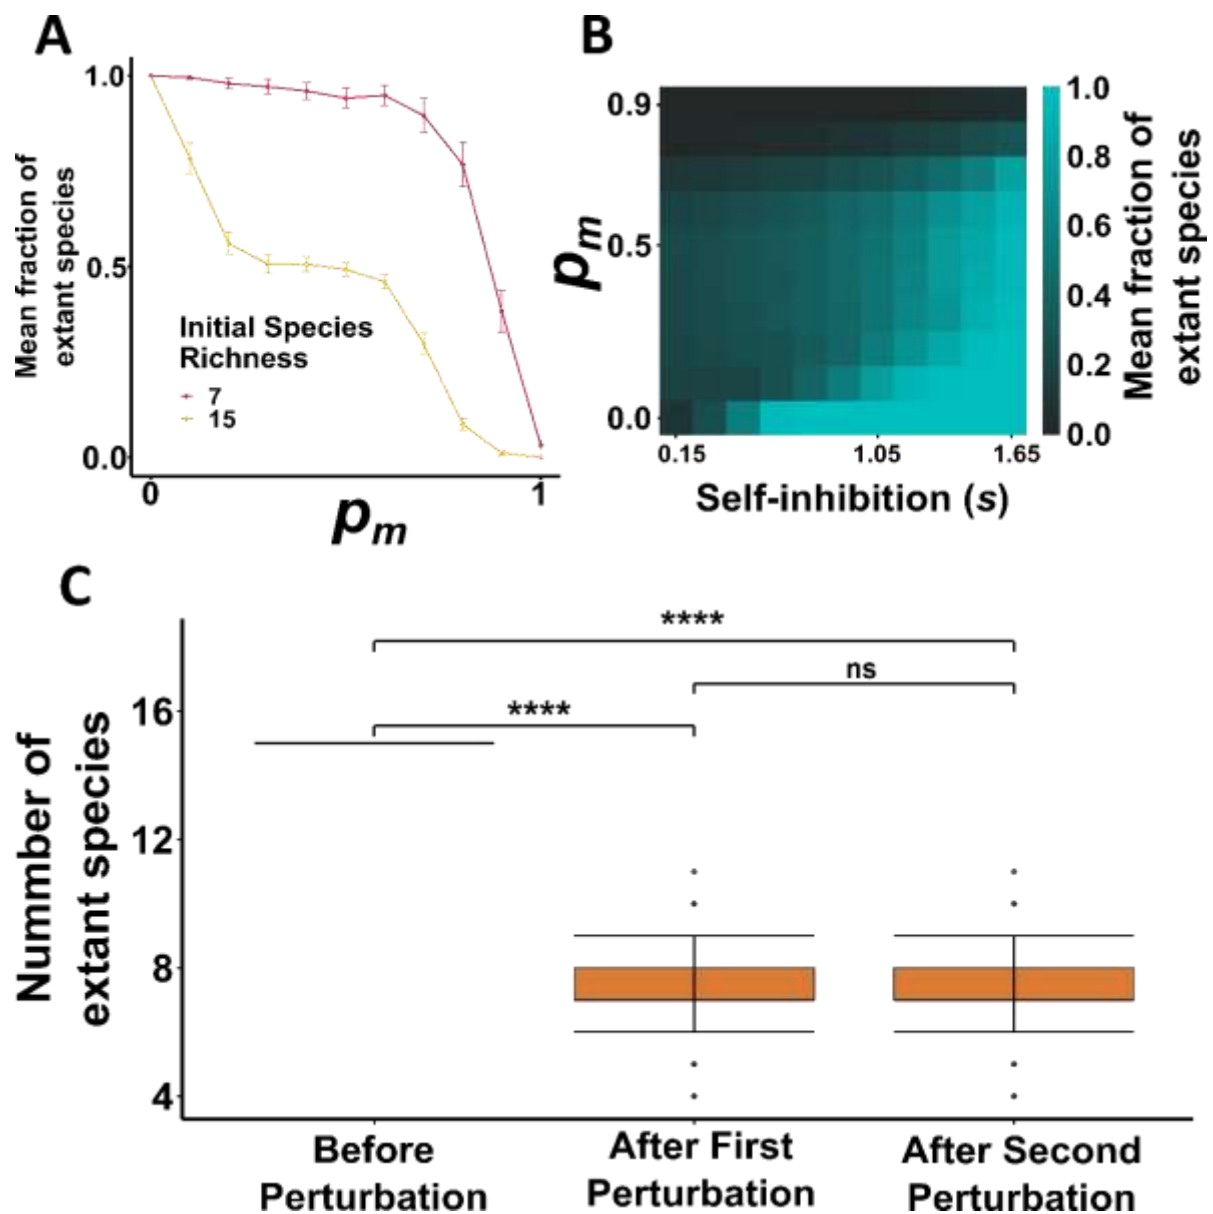 A
1.0
0.5
0.0
Mean fraction of
extant species
Initial Species
Richness
7
15
0
1
pm
B
0.9
0.5
0.0
pm
0.15
1.05
1.65
Self-inhibition (s)
1.0
0.8
0.6
0.4
0.2
0.0
Mean fraction of
extant species
C
****
ns
****
16
12
8
4
Nummber of
extant species
Before
Perturbation
After First
Perturbation
After Second
Perturbation